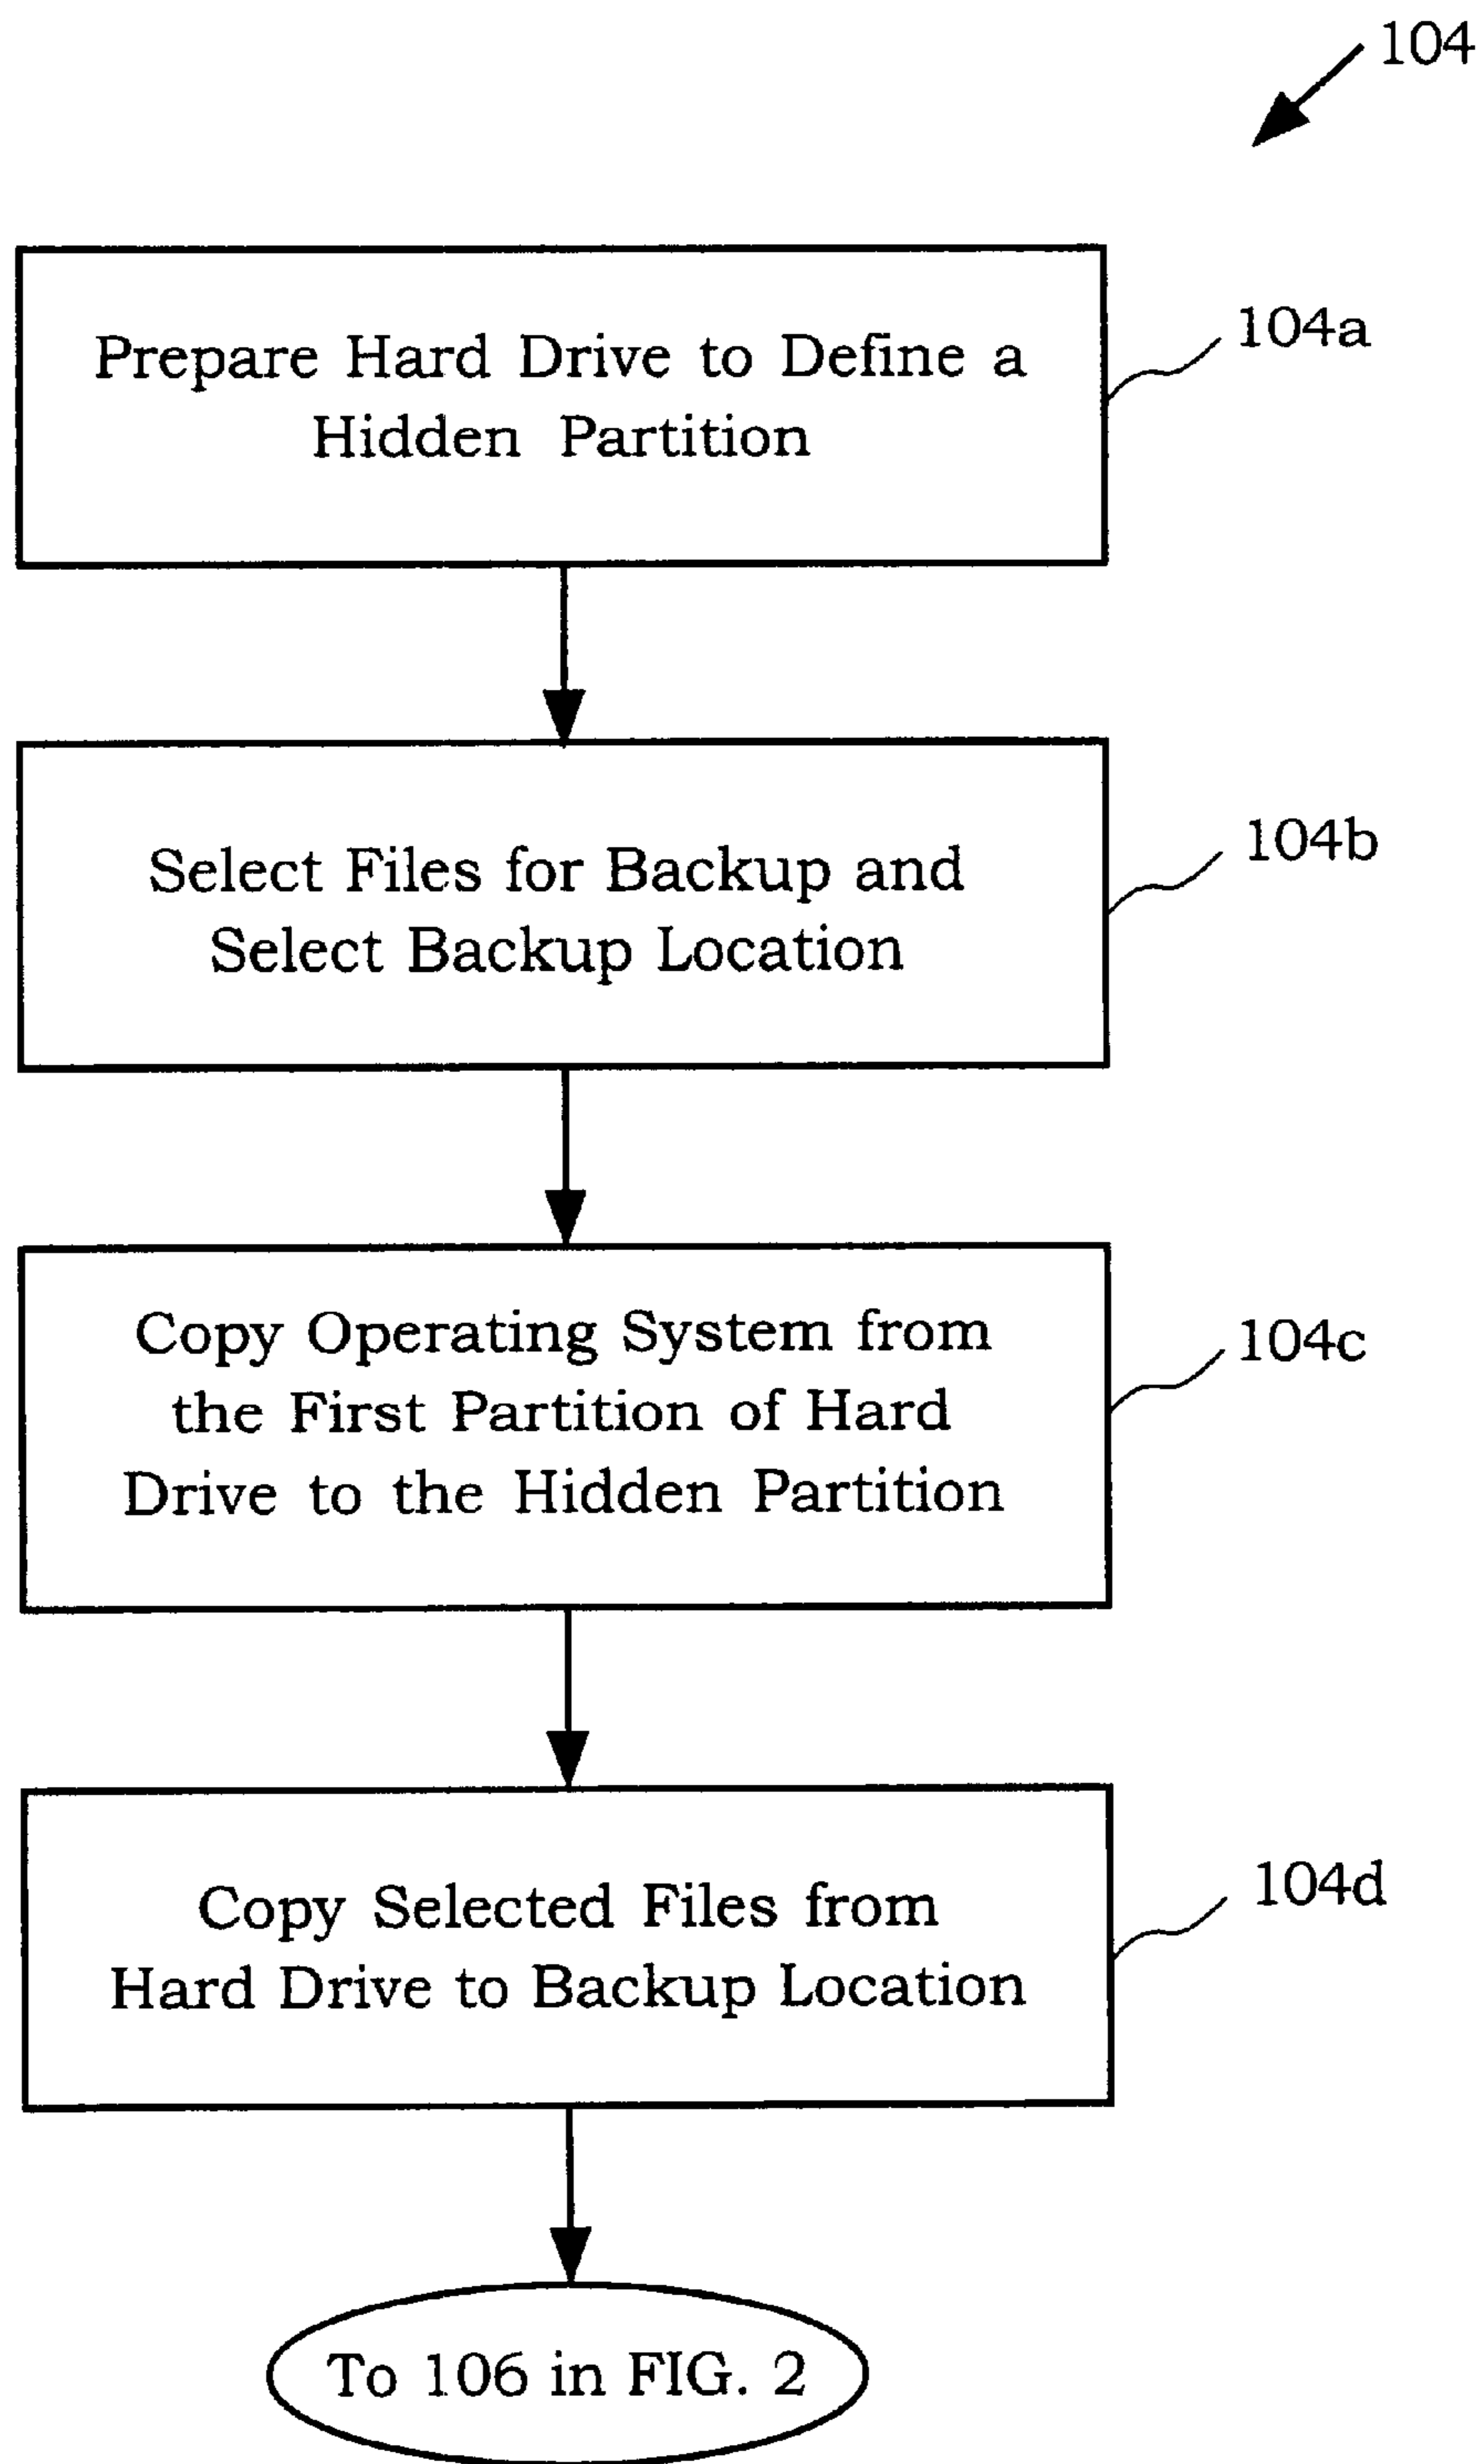 104
Prepare Hard Drive to Define a
Hidden Partition
104a
Select Files for Backup and
Select Backup Location
104b
Copy Operating System from
the First Partition of Hard
Drive to the Hidden Partition
104c
Copy Selected Files from
Hard Drive to Backup Location
104d
To 106 in FIG. 2